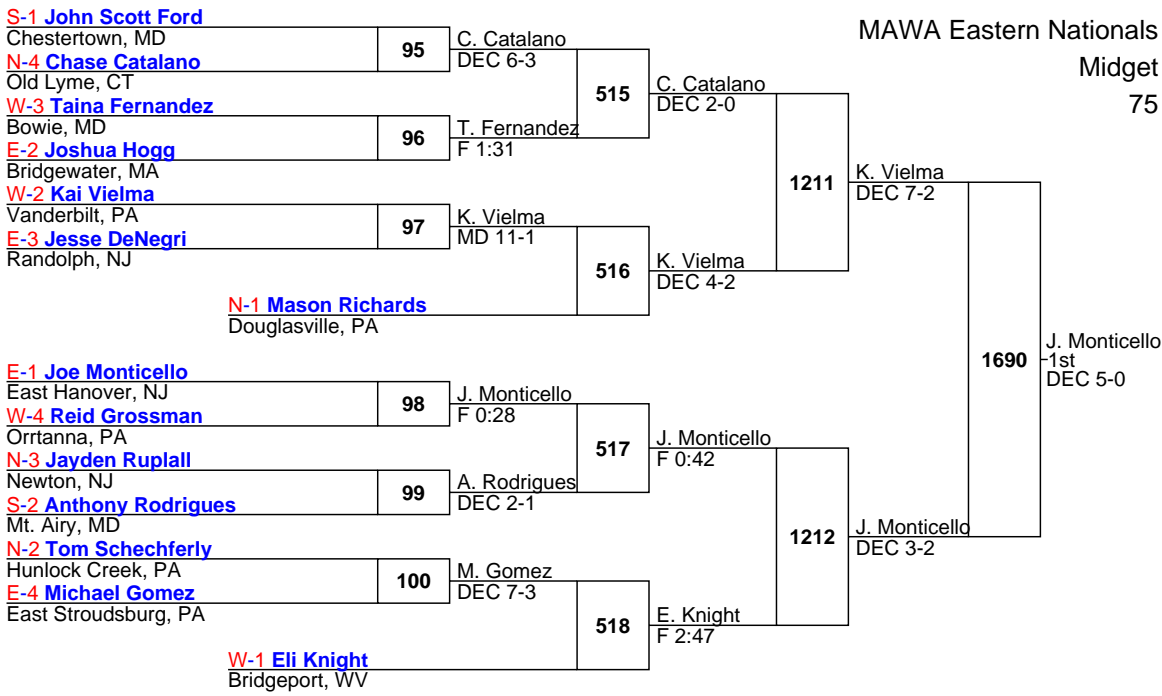 MAWA Eastern Nationals
Midget
75
S-1 John Scott Ford
Chestertown, MD
N-4 Chase Catalano
Old Lyme, CT
W-3 Taina Fernandez
Bowie, MD
E-2 Joshua Hogg
Bridgewater, MA
W-2 Kai Vielma
Vanderbilt, PA
E-3 Jesse DeNegri
Randolph, NJ
N-1 Mason Richards
Douglasville, PA
E-1 Joe Monticello
East Hanover, NJ
W-4 Reid Grossman
Orrtanna, PA
N-3 Jayden Ruplall
Newton, NJ
S-2 Anthony Rodrigues
Mt. Airy, MD
N-2 Tom Schechferly
Hunlock Creek, PA
E-4 Michael Gomez
East Stroudsburg, PA
W-1 Eli Knight
Bridgeport, WV
95
C. Catalano
DEC 6-3
96
T. Fernandez
F 1:31
97
K. Vielma
MD 11-1
98
J. Monticello
F 0:28
99
A. Rodrigues
DEC 2-1
100
M. Gomez
DEC 7-3
515
C. Catalano
DEC 2-0
516
K. Vielma
DEC 4-2
517
J. Monticello
F 0:42
518
E. Knight
F 2:47
1211
K. Vielma
DEC 7-2
1212
J. Monticello
DEC 3-2
1690
J. Monticello
1st
DEC 5-0